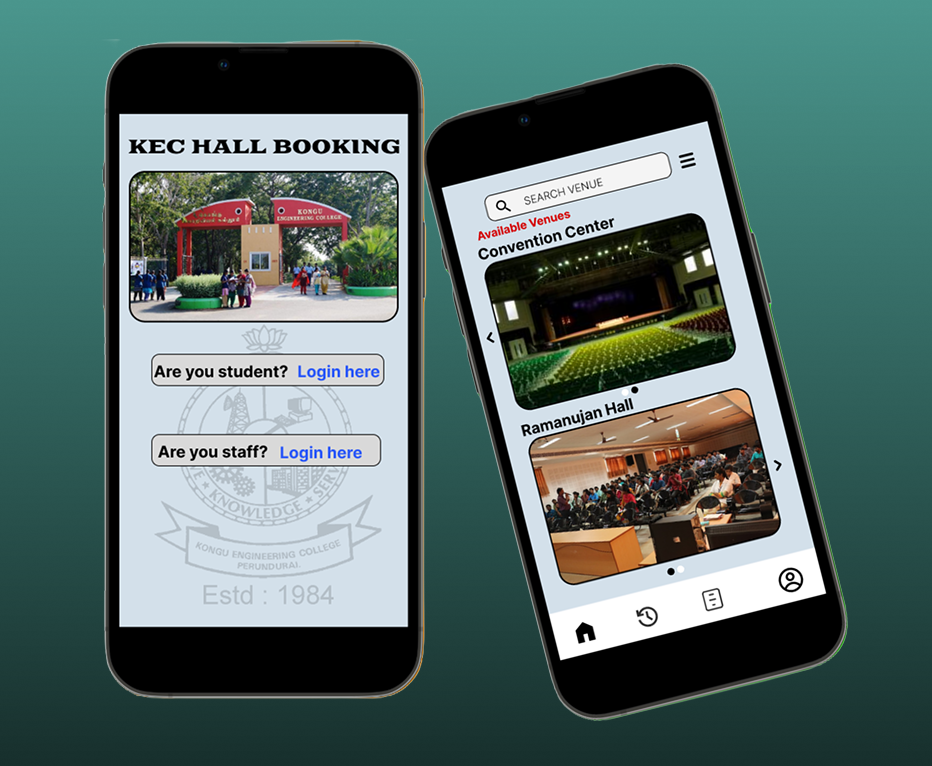 KEC HALL BOOKING
KONGU
ENGINEERING COLLEGE
Are you student? Login here
Are you staff? Login here
KNOWLEDGE
KONGU ENGINEERING COLLEGE
PERUNDURAI.
Estd : 1984
SEARCH VENUE
Available Venues
Convention Center
Ramanujan Hall